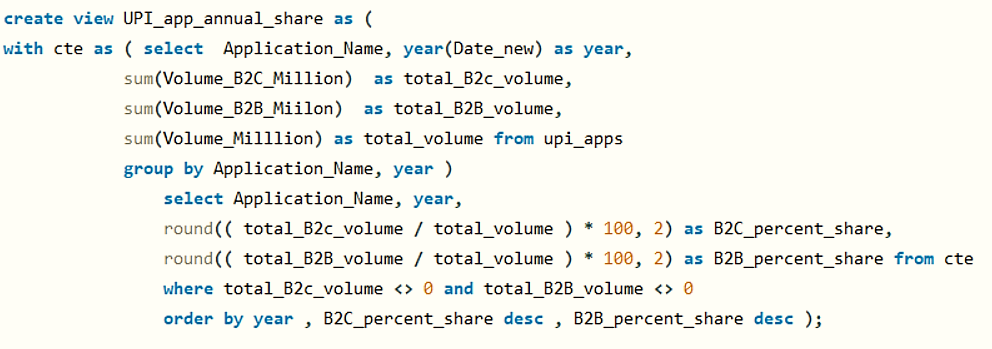 create view UPI_app_annual_share as (
with cte as ( select  Application_Name, year(Date_new) as year,
sum(Volume_B2C_Million)  as total_B2c_volume,
sum(Volume_B2B_Miilon)  as total_B2B_volume,
sum(Volume_Milllion) as total_volume from upi_apps
group by Application_Name, year )
select Application_Name, year,
round(( total_B2c_volume / total_volume ) * 100, 2) as B2C_percent_share,
round(( total_B2B_volume / total_volume ) * 100, 2) as B2B_percent_share from cte
where total_B2c_volume <> 0 and total_B2B_volume <> 0
order by year , B2C_percent_share desc , B2B_percent_share desc );